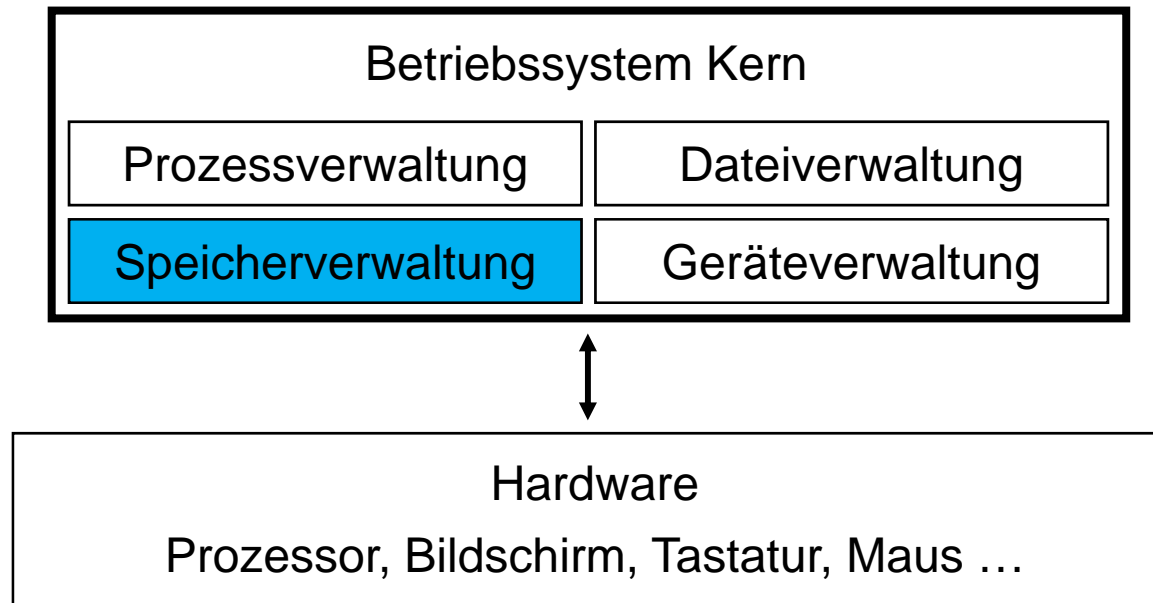 Betriebssystem Kern
Prozessverwaltung
Dateiverwaltung
Speicherverwaltung
Geräteverwaltung
Hardware
Prozessor, Bildschirm, Tastatur, Maus …